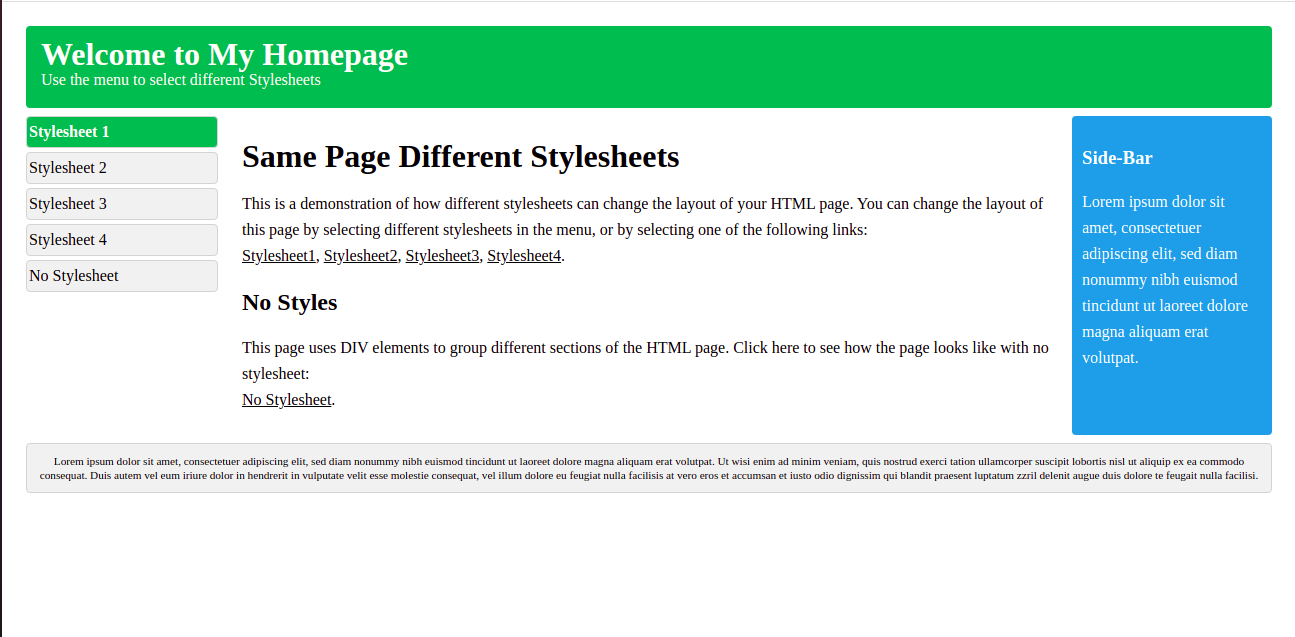 Welcome to My Homepage
Use the menu to select different Stylesheets
Stylesheet 1
Stylesheet 2
Stylesheet 3
Stylesheet 4
No Stylesheet
Same Page Different Stylesheets
This is a demonstration of how different stylesheets can change the layout of your HTML page. You can change the layout of
this page by selecting different stylesheets in the menu, or by selecting one of the following links:
Stylesheet1, Stylesheet2, Stylesheet3, Stylesheet4.
No Styles
This page uses DIV elements to group different sections of the HTML page. Click here to see how the page looks like with no
stylesheet:
No Stylesheet.
Side-Bar
Lorem ipsum dolor sit
amet, consectetuer
adipiscing elit, sed diam
nonummy nibh euismod
tincidunt ut laoreet dolore
magna aliquam erat
volutpat.
Lorem ipsum dolor sit amet, consectetuer adipiscing elit, sed diam nonummy nibh euismod tincidunt ut laoreet dolore magna aliquam erat volutpat. Ut wisi enim ad minim veniam, quis nostrud exerci tation ullamcorper suscipit lobortis nisl ut aliquip ex ea commodo
consequat. Duis autem vel eum iriure dolor in hendrerit in vulputate velit esse molestie consequat, vel illum dolore eu feugiat nulla facilisis at vero eros et accumsan et iusto odio dignissim qui blandit praesent luptatum zzril delenit augue duis dolore te feugait nulla facilisi.